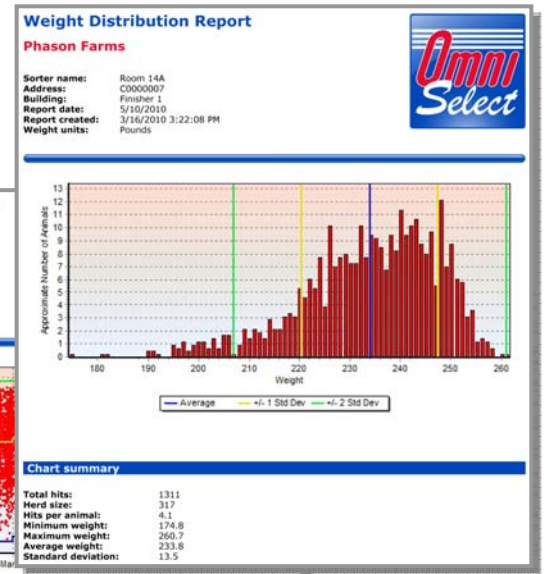 Weight Distribution Report
Phason Farms
Omni
Select
Sorter name: Room 14A
Address: C0000007
Building: Finisher 1
Report date: 5/10/2010
Report created: 3/16/2010 3:22:08 PM
Weight units: Pounds
Approximate Number of Animals
13
12
11
10
9
8
7
6
5
4
3
2
1
0
180 190 200 210 220 230 240 250 260
Weight
Average +/- 1 Std Dev +/- 2 Std Dev
Chart summary
Total hits: 1311
Herd size: 317
Hits per animal: 4.1
Minimum weight: 174.8
Maximum weight: 260.7
Average weight: 233.8
Standard deviation: 13.5
Mar